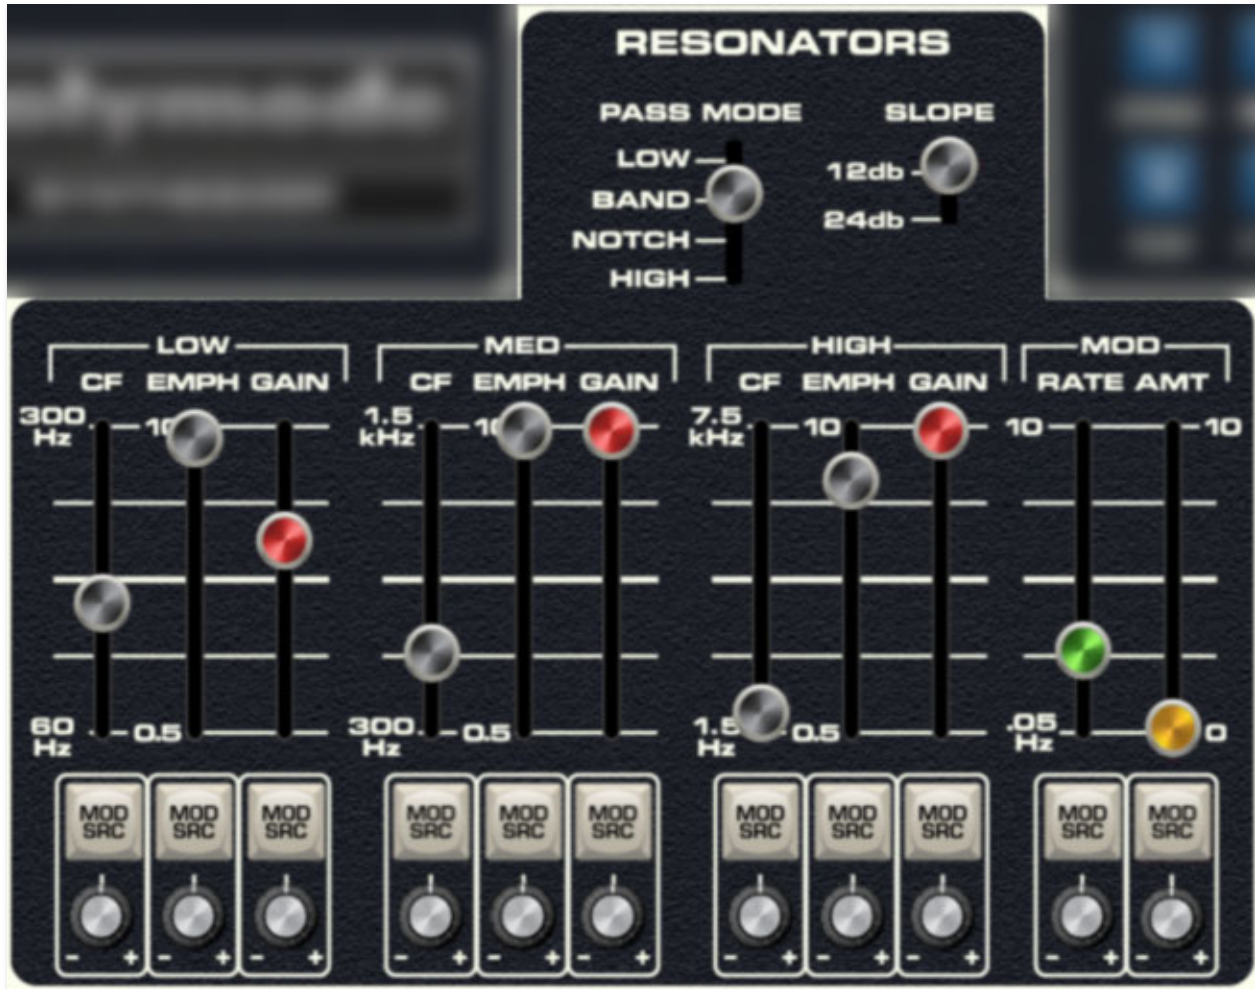 RESONATORS
PASS MODE SLOPE
LOW
BAND
NOTCH
HIGH
12db
24db
LOW
CF EMPH GAIN
300 Hz
10
60 Hz
0.5
MED
CF EMPH GAIN
1.5 kHz
300 Hz
0.5
HIGH
CF EMPH GAIN
7.5 kHz
10
1.5 Hz
0.5
MOD
RATE AMT
10 10
.05 Hz
0
MOD SRC MOD SRC MOD SRC MOD SRC MOD SRC MOD SRC MOD SRC MOD SRC MOD SRC MOD SRC MOD SRC
- + - + - + - + - + - + - + - + - + - + - +